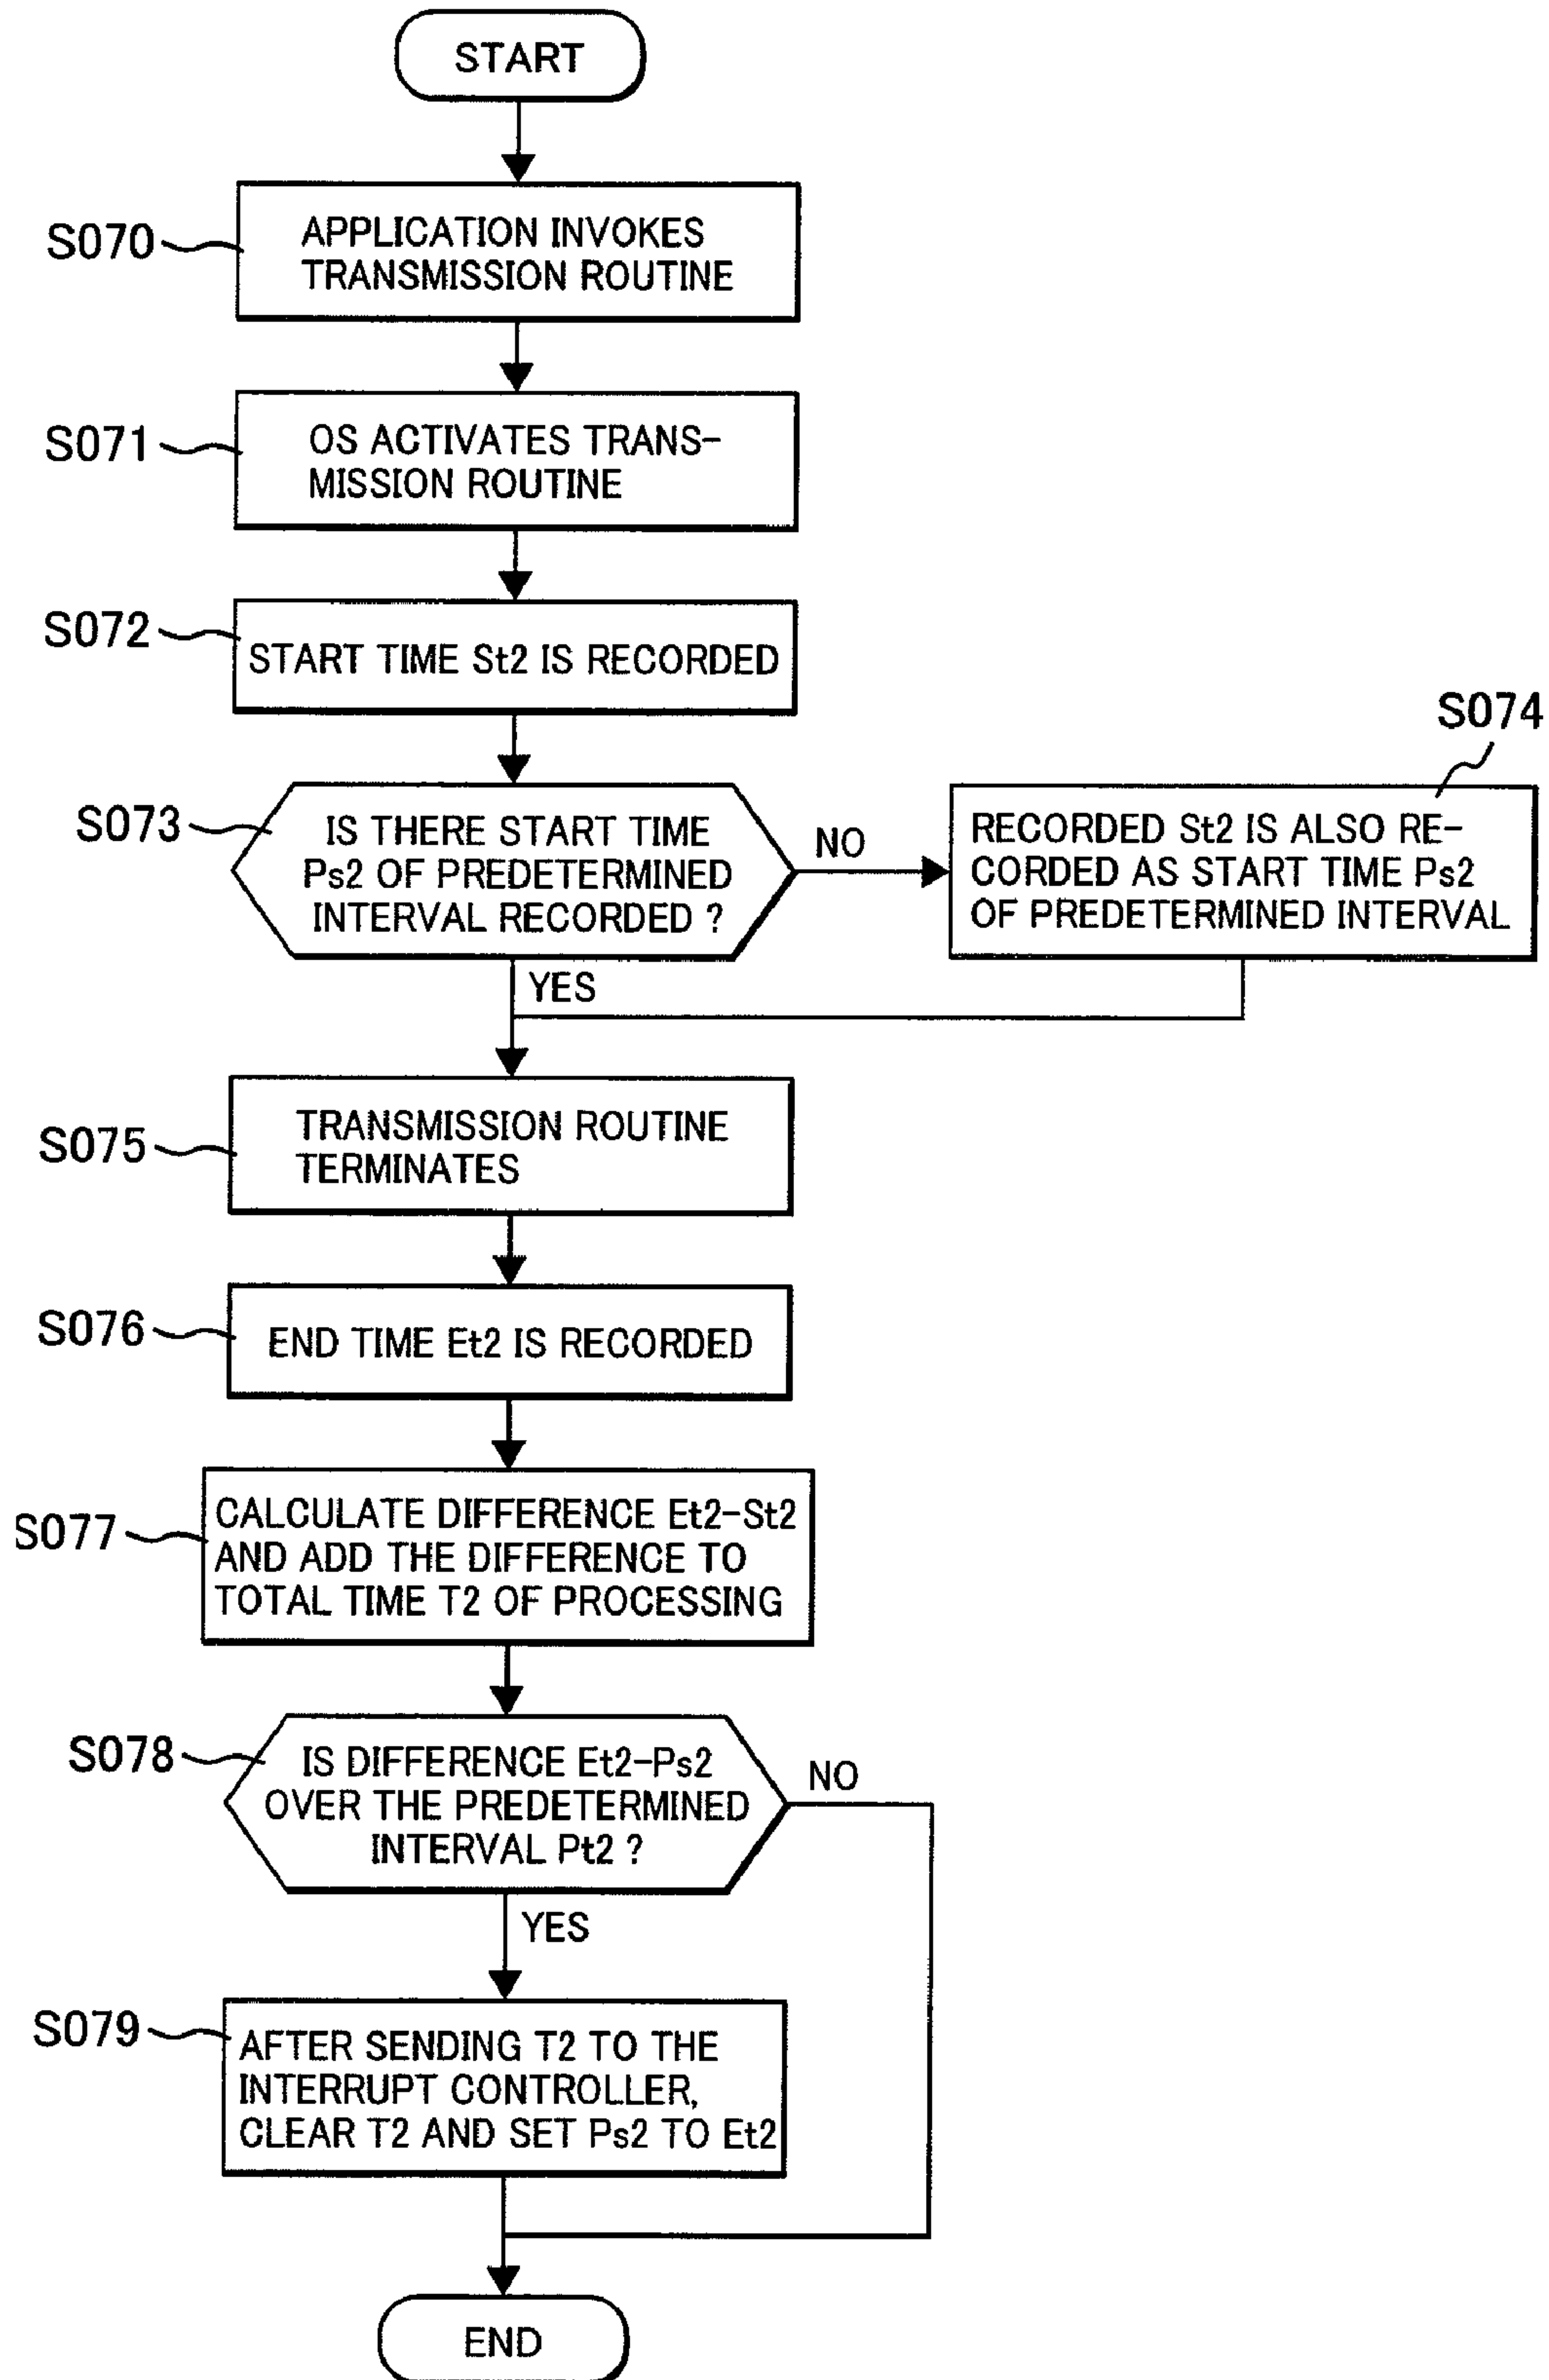 START
S070
APPLICATION INVOKES
TRANSMISSION ROUTINE
S071
OS ACTIVATES TRANS-
MISSION ROUTINE
S072
START TIME St2 IS RECORDED
S073
IS THERE START TIME
Ps2 OF PREDETERMINED
INTERVAL RECORDED ?
NO
S074
RECORDED St2 IS ALSO RE-
CORDED AS START TIME Ps2
OF PREDETERMINED INTERVAL
YES
S075
TRANSMISSION ROUTINE
TERMINATES
S076
END TIME Et2 IS RECORDED
S077
CALCULATE DIFFERENCE Et2-St2
AND ADD THE DIFFERENCE TO
TOTAL TIME T2 OF PROCESSING
S078
IS DIFFERENCE Et2-Ps2
OVER THE PREDETERMINED
INTERVAL Pt2 ?
NO
YES
S079
AFTER SENDING T2 TO THE
INTERRUPT CONTROLLER,
CLEAR T2 AND SET Ps2 TO Et2
END